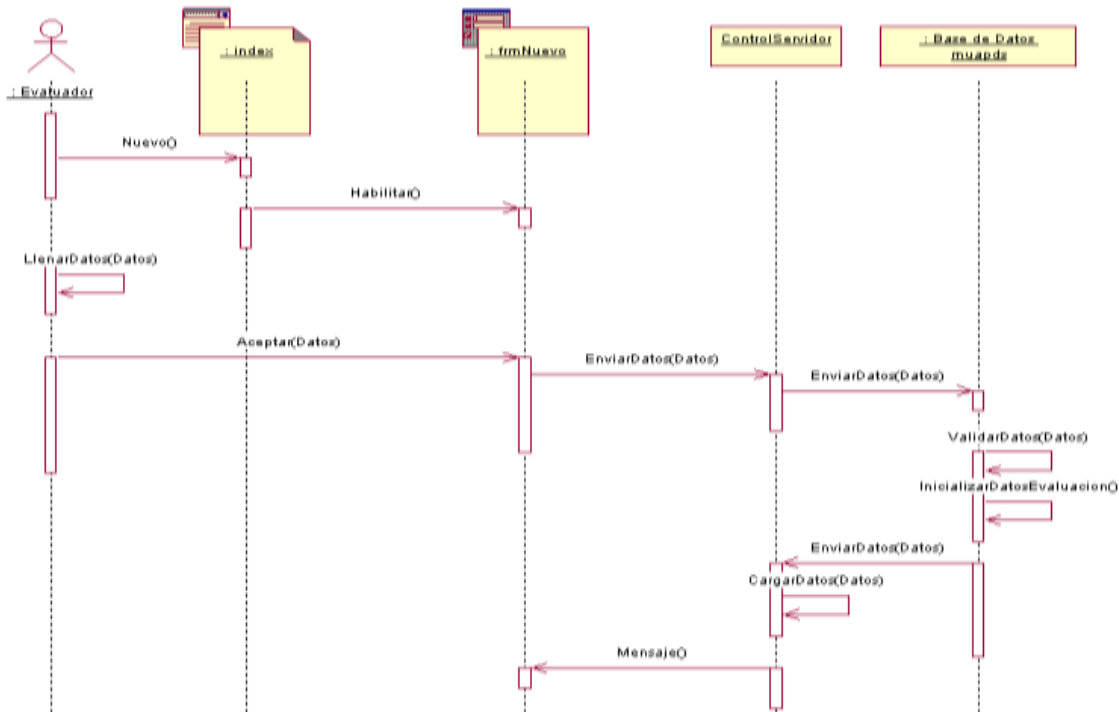 : Evaluador
: index
: frmNuevo
ControlServidor
: Base de Datos
muapds
Nuevo()
Habilitar()
LlenarDatos(Datos)
Aceptar(Datos)
EnviarDatos(Datos)
EnviarDatos(Datos)
ValidarDatos(Datos)
InicializarDatosEvaluacion()
EnviarDatos(Datos)
CargarDatos(Datos)
Mensaje()